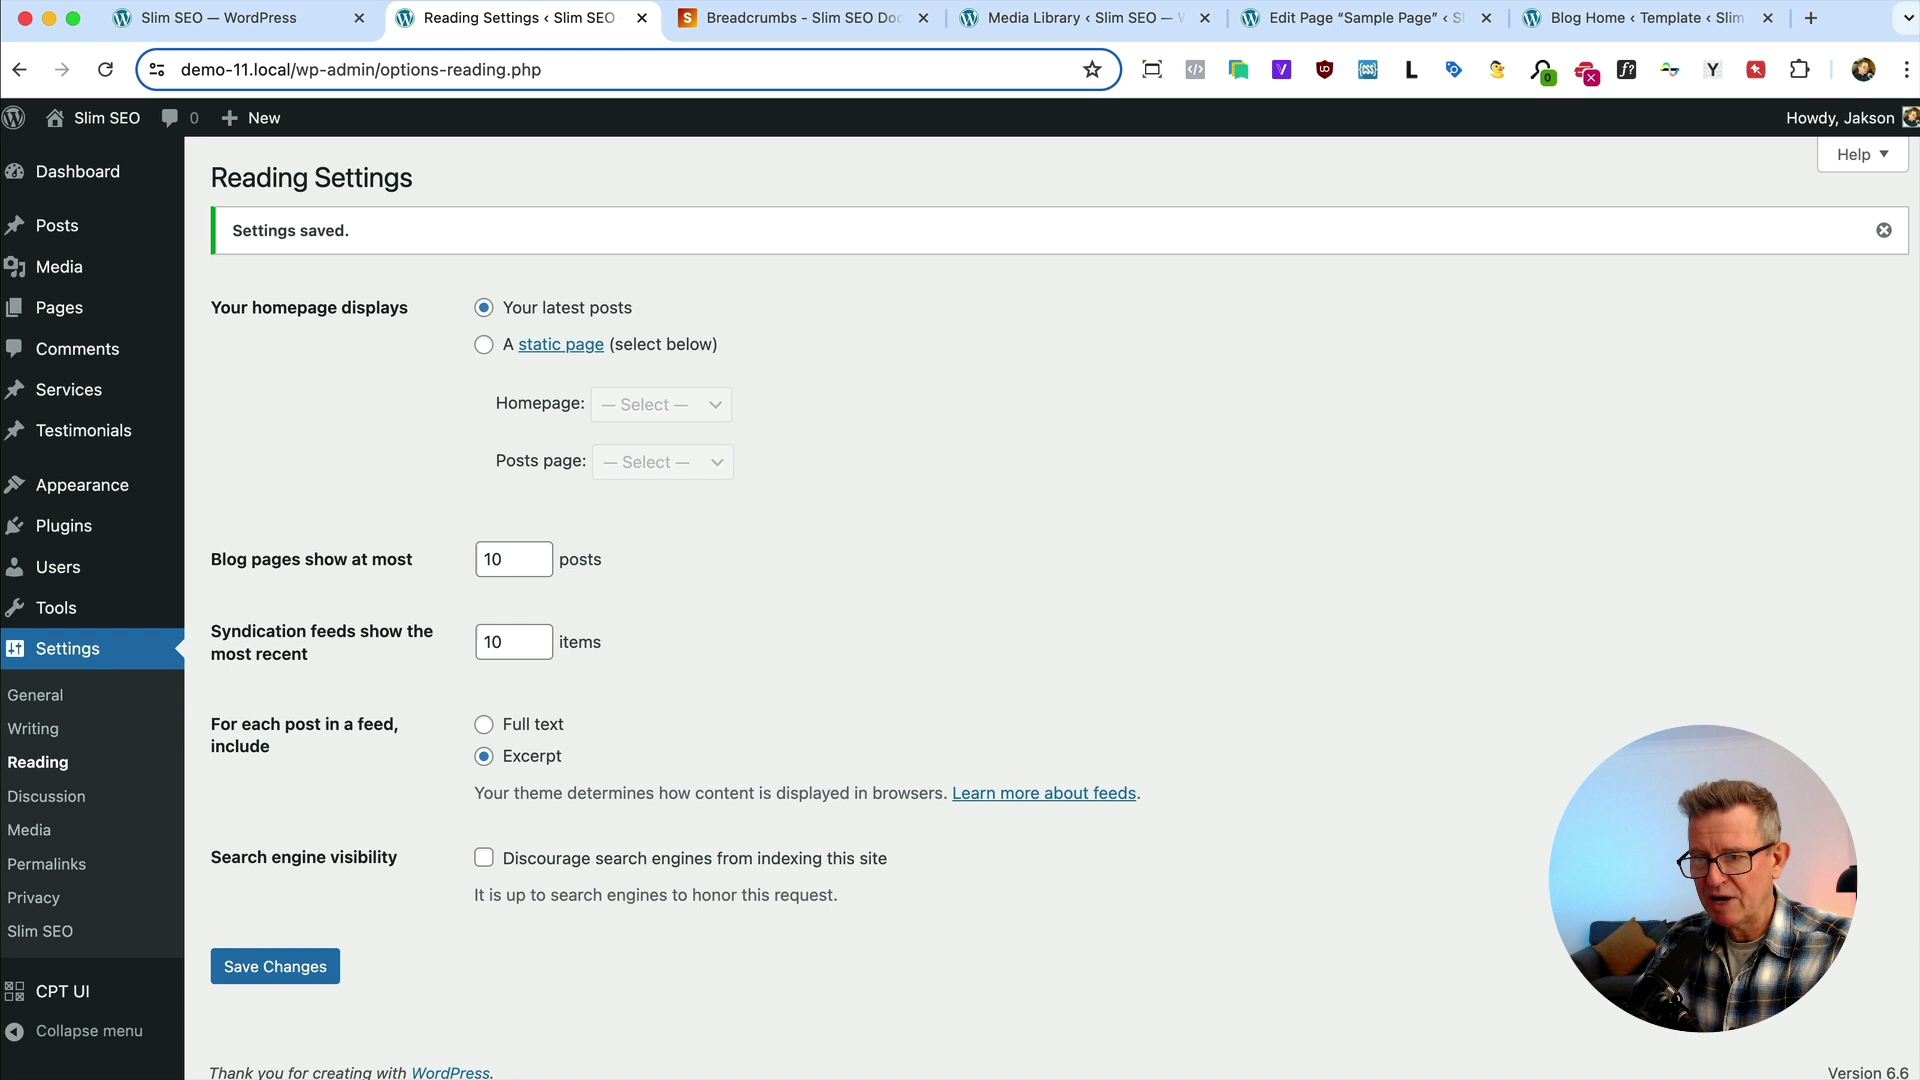 Slim SEO — WordPress
Reading Settings ‹ Slim SEO
Breadcrumbs - Slim SEO Doc
Media Library ‹ Slim SEO — W
Edit Page “Sample Page” ‹ Sl
Blog Home ‹ Template ‹ Slim
demo-11.local/wp-admin/options-reading.php
Slim SEO 0 New
Howdy, Jakson
Help
Dashboard
Posts
Media
Pages
Comments
Services
Testimonials
Appearance
Plugins
Users
Tools
Settings
General
Writing
Reading
Discussion
Media
Permalinks
Privacy
Slim SEO
CPT UI
Collapse menu
Reading Settings
Settings saved.
Your homepage displays
Your latest posts
A static page (select below)
Homepage: — Select —
Posts page: — Select —
Blog pages show at most 10 posts
Syndication feeds show the
most recent
10 items
For each post in a feed,
include
Full text
Excerpt
Your theme determines how content is displayed in browsers. Learn more about feeds.
Search engine visibility
Discourage search engines from indexing this site
It is up to search engines to honor this request.
Save Changes
Thank you for creating with WordPress.
Version 6.6